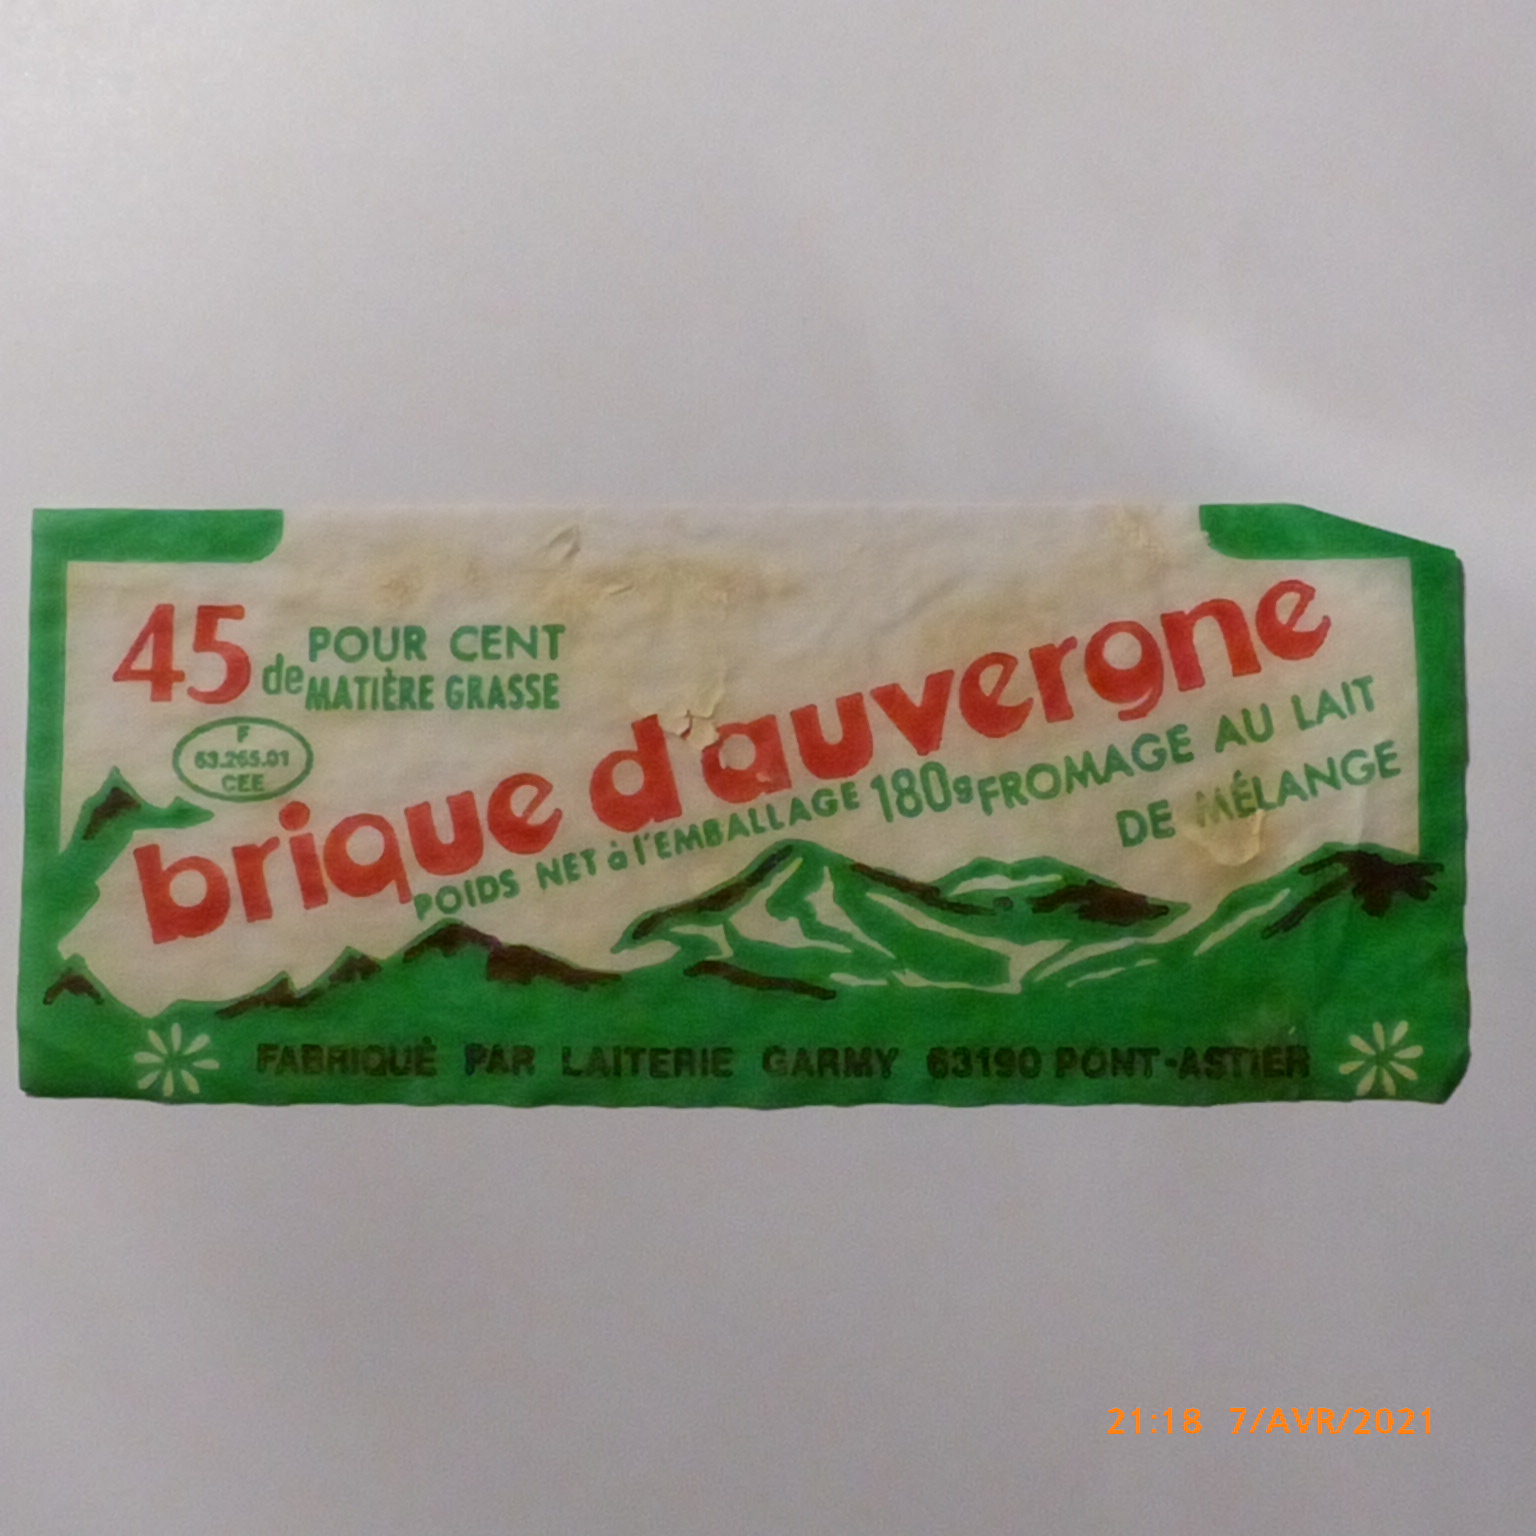 45 POUR CENT
de MATIÈRE GRASSE
F
63.265.01
CEE
brique d'auvergne
POIDS NET à l'EMBALLAGE 180g FROMAGE AU LAIT
DE MÉLANGE
FABRIQUÉ PAR LAITERIE GARMY 63190 PONT-ASTIER
21:18 7/AVR/2021